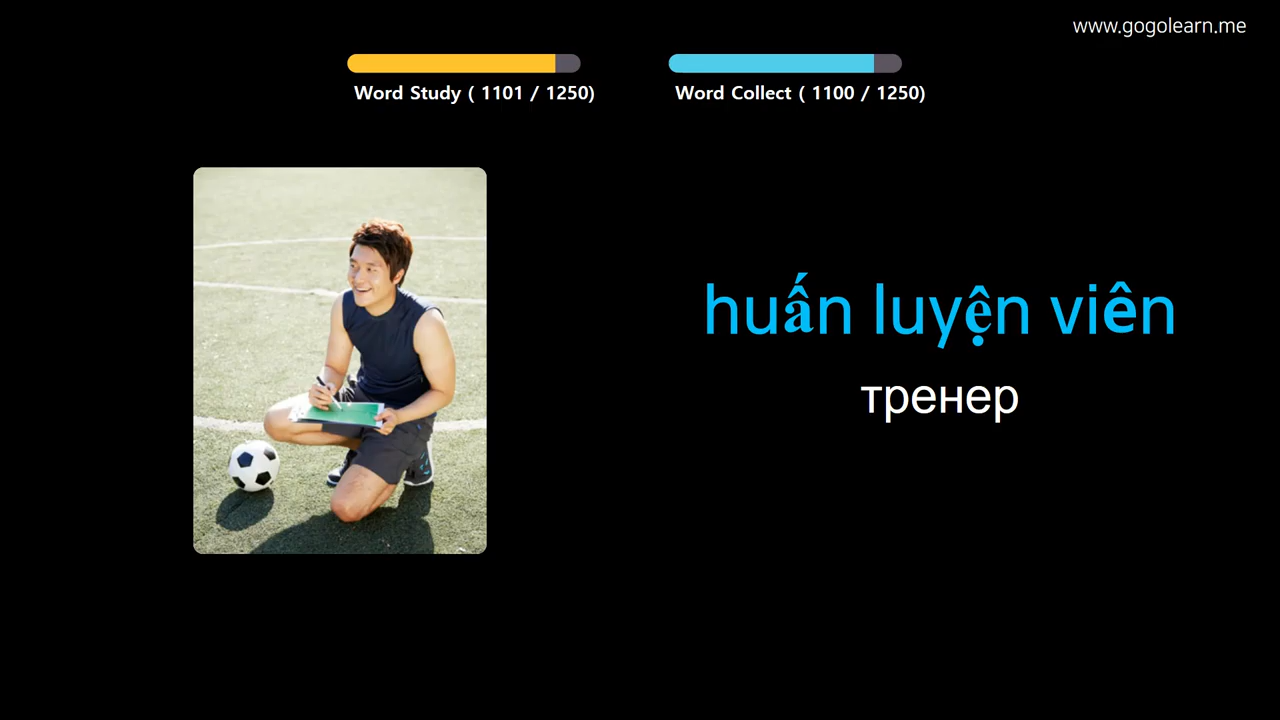 www.gogolearn.me
Word Study ( 1101 / 1250)
Word Collect ( 1100 / 1250)
huấn luyện viên
тренер